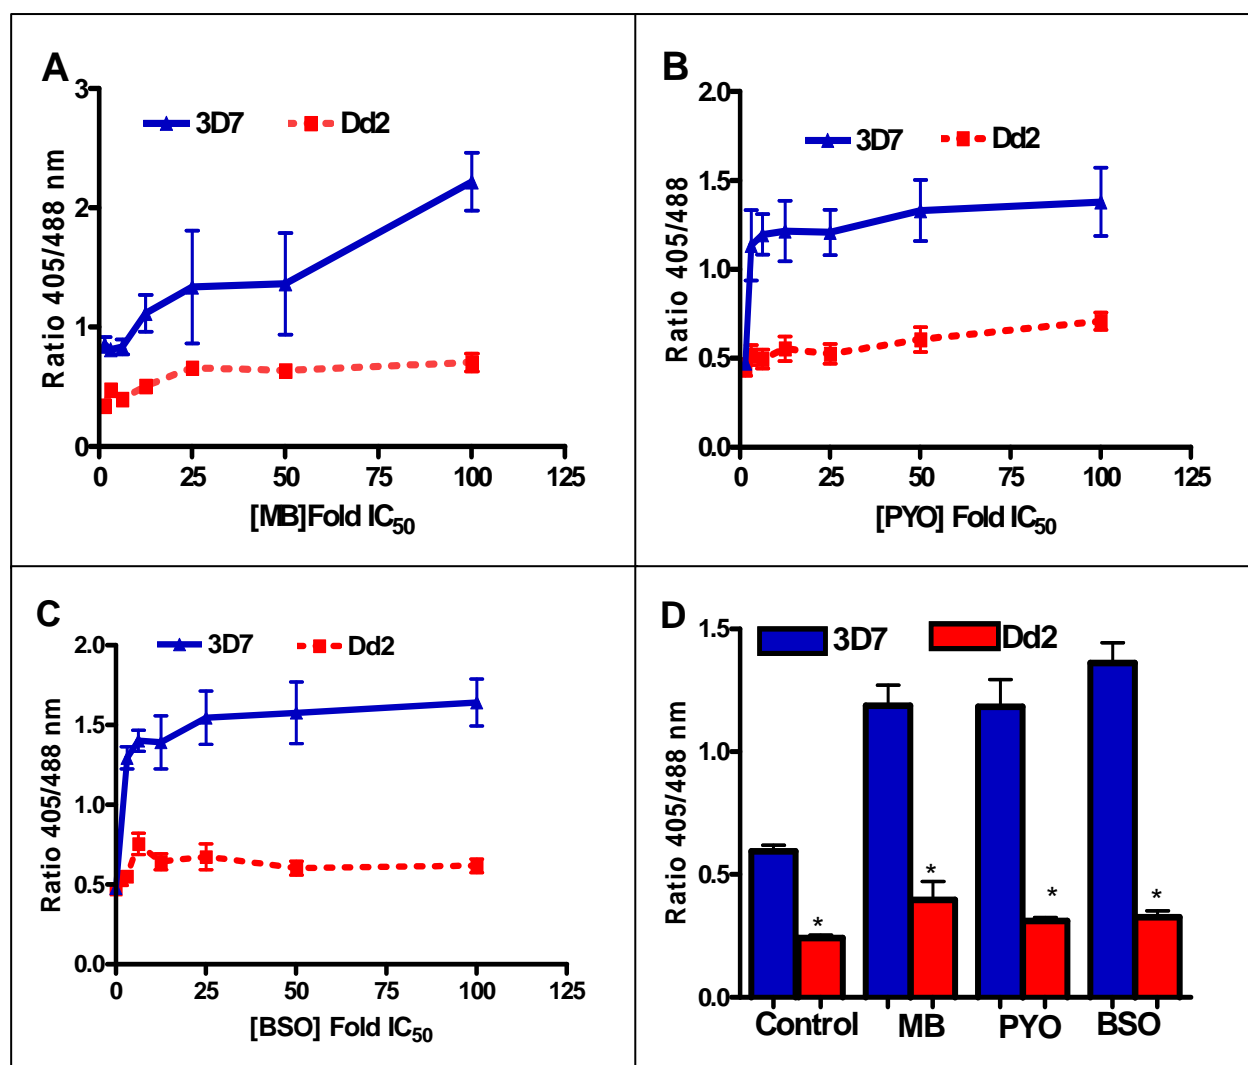 A
3D7 Dd2
Ratio 405/488 nm
3
2
1
0
0 25 50 75 100 125
[MB]Fold IC50
B
3D7 Dd2
Ratio 405/488
2.0
1.5
1.0
0.5
0.0
0 25 50 75 100 125
[PYO] Fold IC50
C
3D7 Dd2
Ratio 405/488 nm
2.0
1.5
1.0
0.5
0.0
0 25 50 75 100 125
[BSO] Fold IC50
D
3D7 Dd2
Ratio 405/488 nm
1.5
1.0
0.5
0.0
* * * *
Control MB PYO BSO